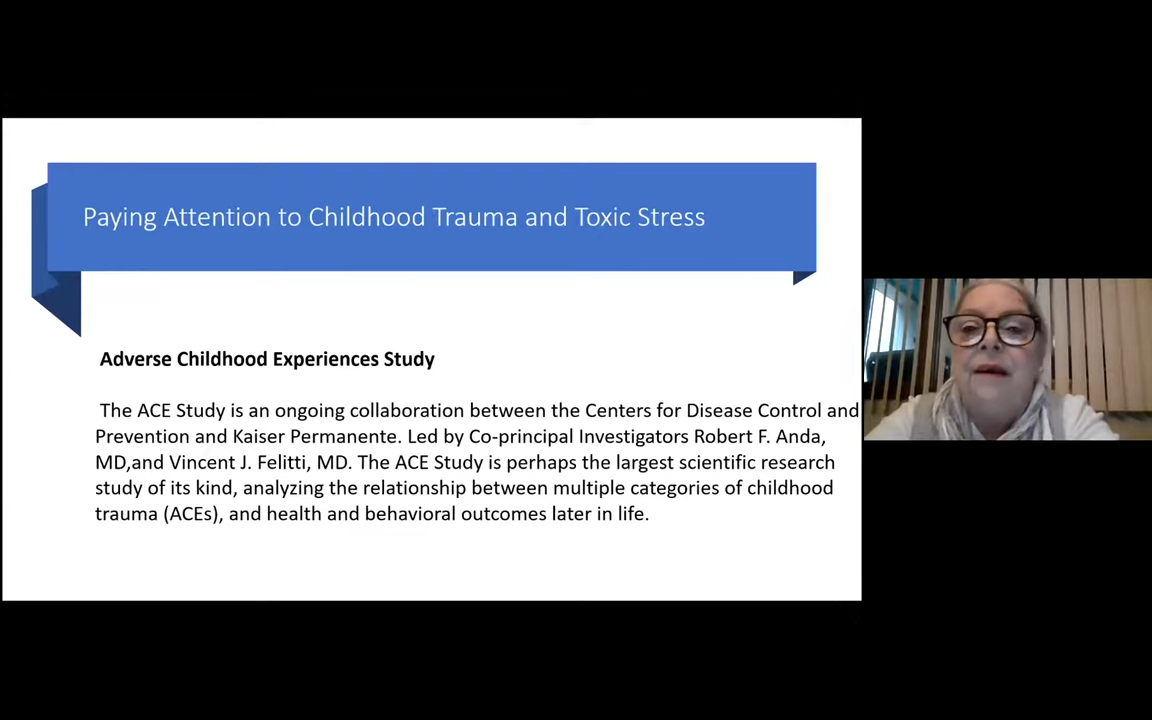 Paying Attention to Childhood Trauma and Toxic Stress
Adverse Childhood Experiences Study
The ACE Study is an ongoing collaboration between the Centers for Disease Control and
Prevention and Kaiser Permanente. Led by Co-principal Investigators Robert F. Anda,
MD,and Vincent J. Felitti, MD. The ACE Study is perhaps the largest scientific research
study of its kind, analyzing the relationship between multiple categories of childhood
trauma (ACEs), and health and behavioral outcomes later in life.